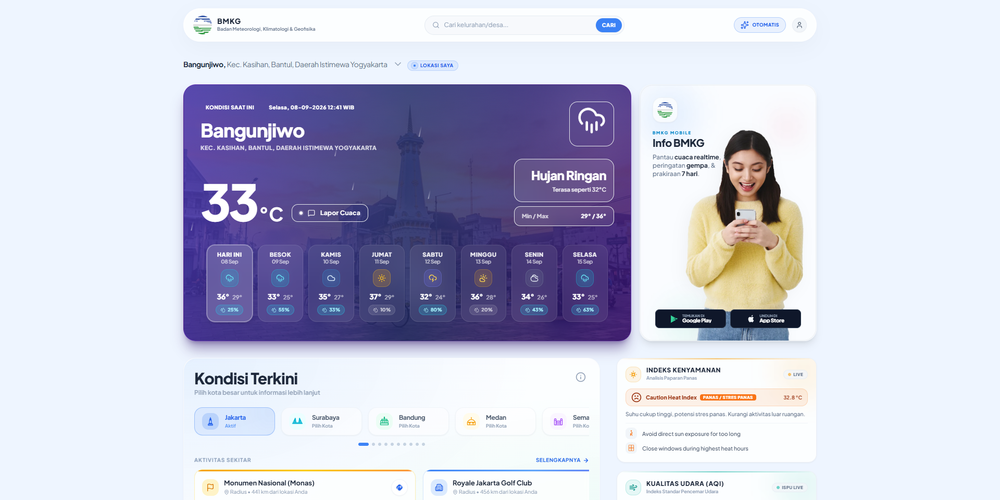 BMKG
Badan Meteorologi, Klimatologi & Geofisika
Cari kelurahan/desa...
CARI
OTOMATIS
Bangunjiwo, Kec. Kasihan, Bantul, Daerah Istimewa Yogyakarta
LOKASI SAYA
KONDISI SAAT INI
Selasa, 08-09-2026 12:41 WIB
Bangunjiwo
KEC. KASIHAN, BANTUL, DAERAH ISTIMEWA YOGYAKARTA
33°C
Lapor Cuaca
Hujan Ringan
Terasa seperti 32°C
Min / Max 29° / 36°
HARI INI
08 Sep
36° 29°
25%
BESOK
09 Sep
33° 25°
55%
KAMIS
10 Sep
35° 27°
33%
JUMAT
11 Sep
37° 29°
10%
SABTU
12 Sep
32° 24°
80%
MINGGU
13 Sep
36° 28°
20%
SENIN
14 Sep
34° 26°
43%
SELASA
15 Sep
33° 25°
63%
BMKG MOBILE
Info BMKG
Pantau cuaca realtime,
peringatan gempa, &
prakiraan 7 hari.
TEMUKAN DI
Google Play
UNDUH DI
App Store
Kondisi Terkini
Pilih kota besar untuk informasi lebih lanjut
Jakarta
Aktif
Surabaya
Pilih Kota
Bandung
Pilih Kota
Medan
Pilih Kota
Sema
Pilih Ko
AKTIVITAS SEKITAR
SELENGKAPNYA
Monumen Nasional (Monas)
Radius • 441 km dari lokasi Anda
Royale Jakarta Golf Club
Radius • 456 km dari lokasi Anda
INDEKS KENYAMANAN
Analisis Paparan Panas
LIVE
Caution Heat Index PANAS / STRES PANAS 32.8 °C
Suhu cukup tinggi, potensi stres panas. Kurangi aktivitas luar ruangan.
Avoid direct sun exposure for too long
Close windows during highest heat hours
KUALITAS UDARA (AQI)
Indeks Standar Pencemar Udara
ISPU LIVE